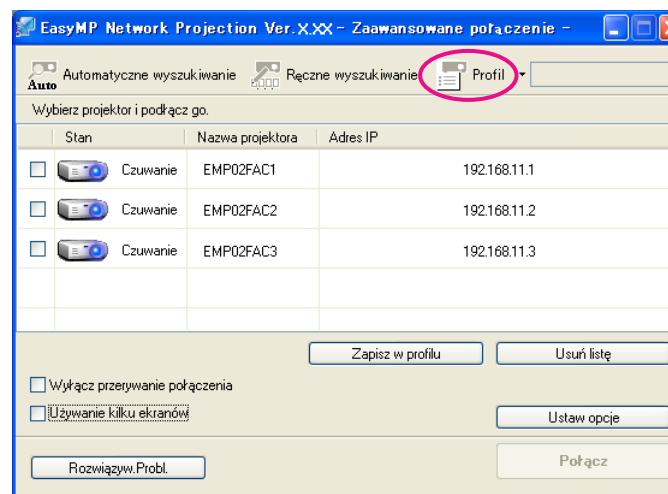 EasyMP Network Projection Ver.X.XX – Zaawansowane połączenie –
Auto Automatyczne wyszukiwanie Ręczne wyszukiwanie Profil
Wybierz projektor i podłącz go.
Stan Nazwa projektora Adres IP
Czuwanie EMP02FAC1 192.168.11.1
Czuwanie EMP02FAC2 192.168.11.2
Czuwanie EMP02FAC3 192.168.11.3
Zapisz w profilu Usuń listę
Wyłącz przerywanie połączenia
Używanie kilku ekranów
Ustaw opcje
Rozwiązyw.Probl. Połącz